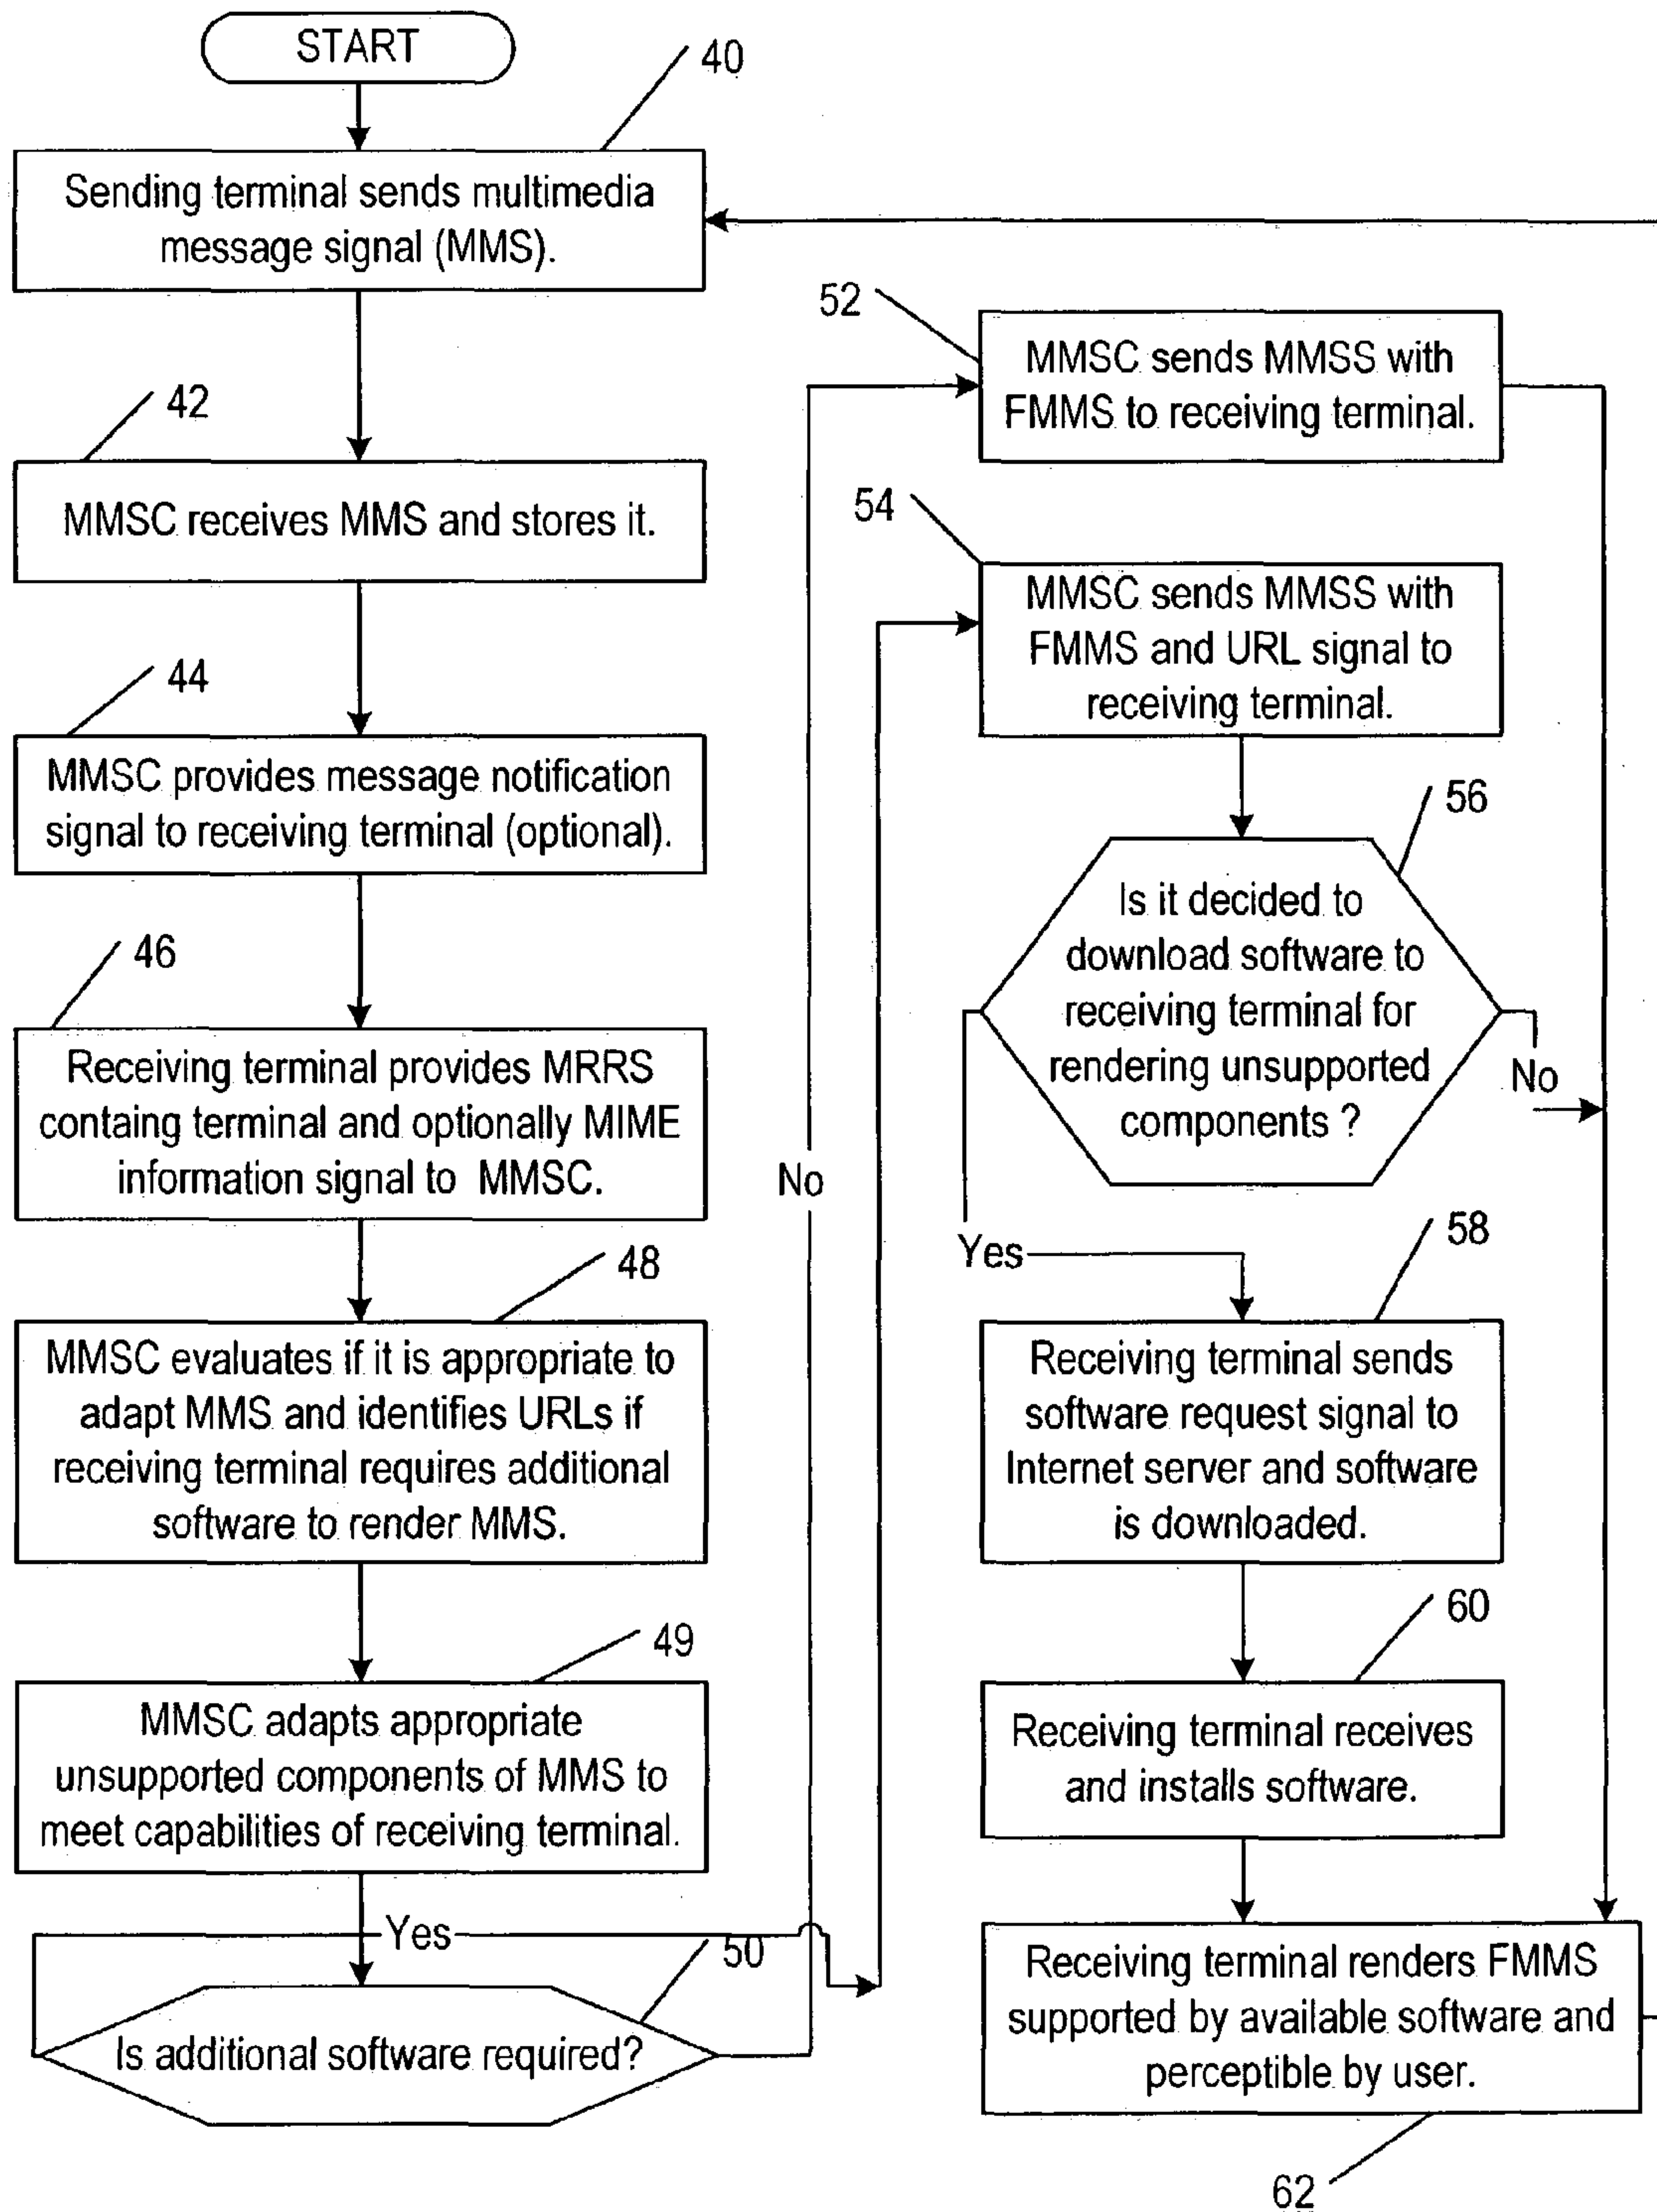 START
40
Sending terminal sends multimedia
message signal (MMS).
42
MMSC receives MMS and stores it.
44
MMSC provides message notification
signal to receiving terminal (optional).
46
Receiving terminal provides MRRS
containg terminal and optionally MIME
information signal to MMSC.
48
MMSC evaluates if it is appropriate to
adapt MMS and identifies URLs if
receiving terminal requires additional
software to render MMS.
49
MMSC adapts appropriate
unsupported components of MMS to
meet capabilities of receiving terminal.
Yes
50
Is additional software required?
No
52
MMSC sends MMSS with
FMMS to receiving terminal.
54
MMSC sends MMSS with
FMMS and URL signal to
receiving terminal.
56
Is it decided to
download software to
receiving terminal for
rendering unsupported
components ?
No
Yes
58
Receiving terminal sends
software request signal to
Internet server and software
is downloaded.
60
Receiving terminal receives
and installs software.
Receiving terminal renders FMMS
supported by available software and
perceptible by user.
62